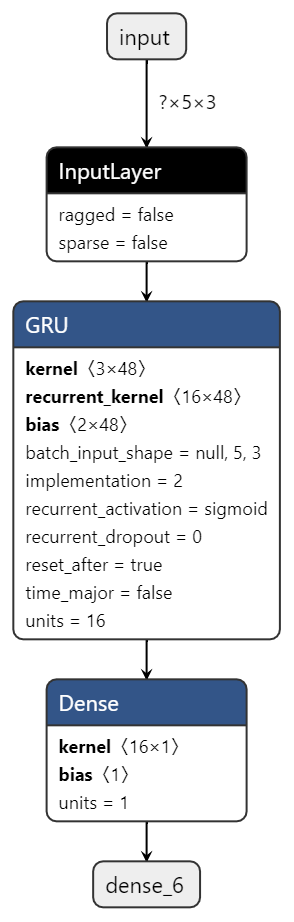 input
?×5×3
InputLayer
ragged = false
sparse = false
GRU
kernel〈3×48〉
recurrent_kernel〈16×48〉
bias〈2×48〉
batch_input_shape = null, 5, 3
implementation = 2
recurrent_activation = sigmoid
recurrent_dropout = 0
reset_after = true
time_major = false
units = 16
Dense
kernel〈16×1〉
bias〈1〉
units = 1
dense_6